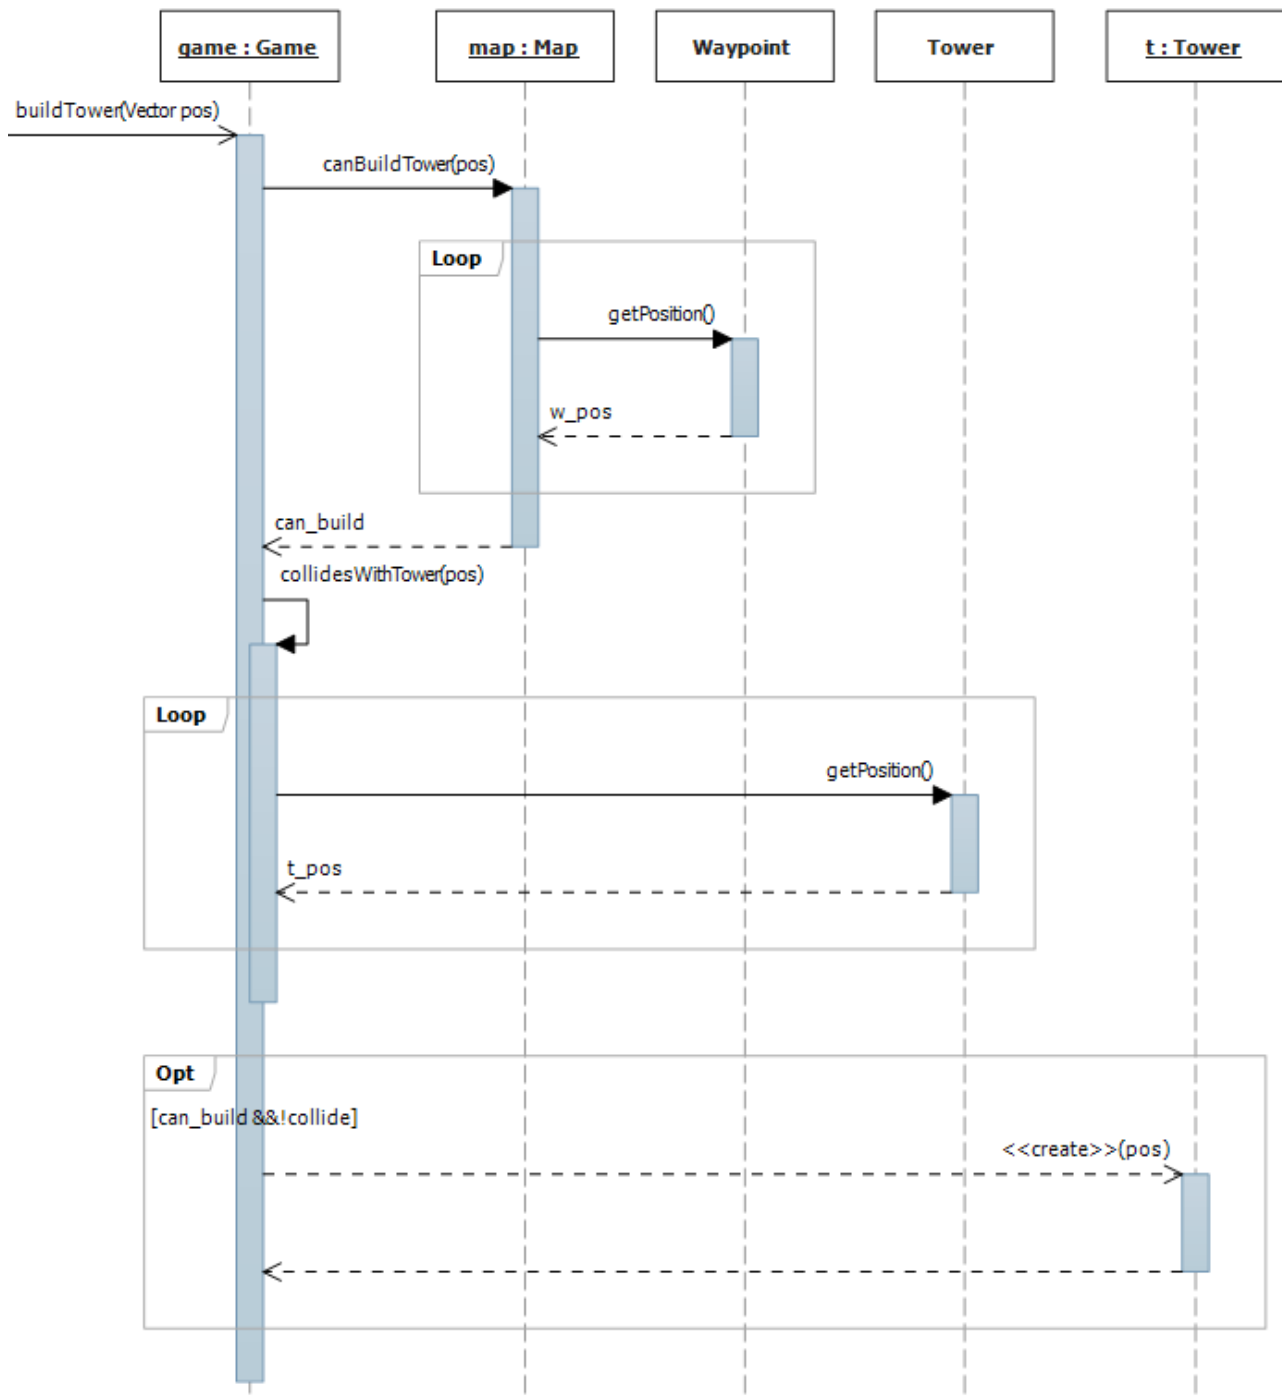 game : Game
map : Map
Waypoint
Tower
t : Tower
buildTower(Vector pos)
canBuildTower(pos)
Loop
getPosition()
w_pos
can_build
collidesWithTower(pos)
Loop
getPosition()
t_pos
Opt
[can_build &&!collide]
<<create>>(pos)